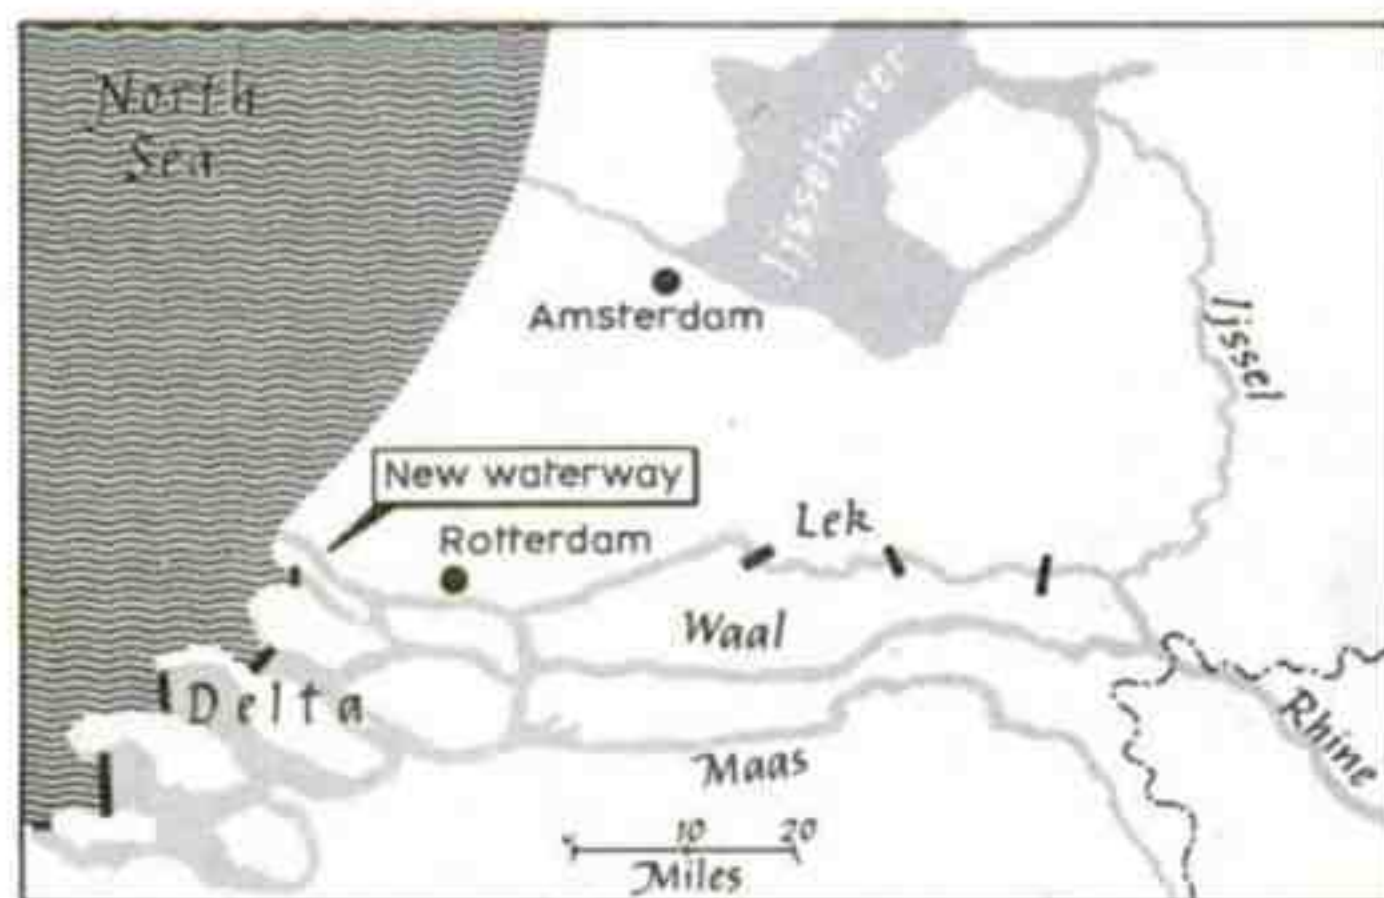 North
Sea
Ijsselmeer
Amsterdam
Ijssel
New waterway
Rotterdam
Lek
Waal
Delta
Rhine
Maas
10 20
Miles